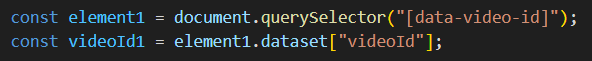 const element1 = document.querySelector("[data-video-id]");
const videoId1 = element1.dataset["videoId"];